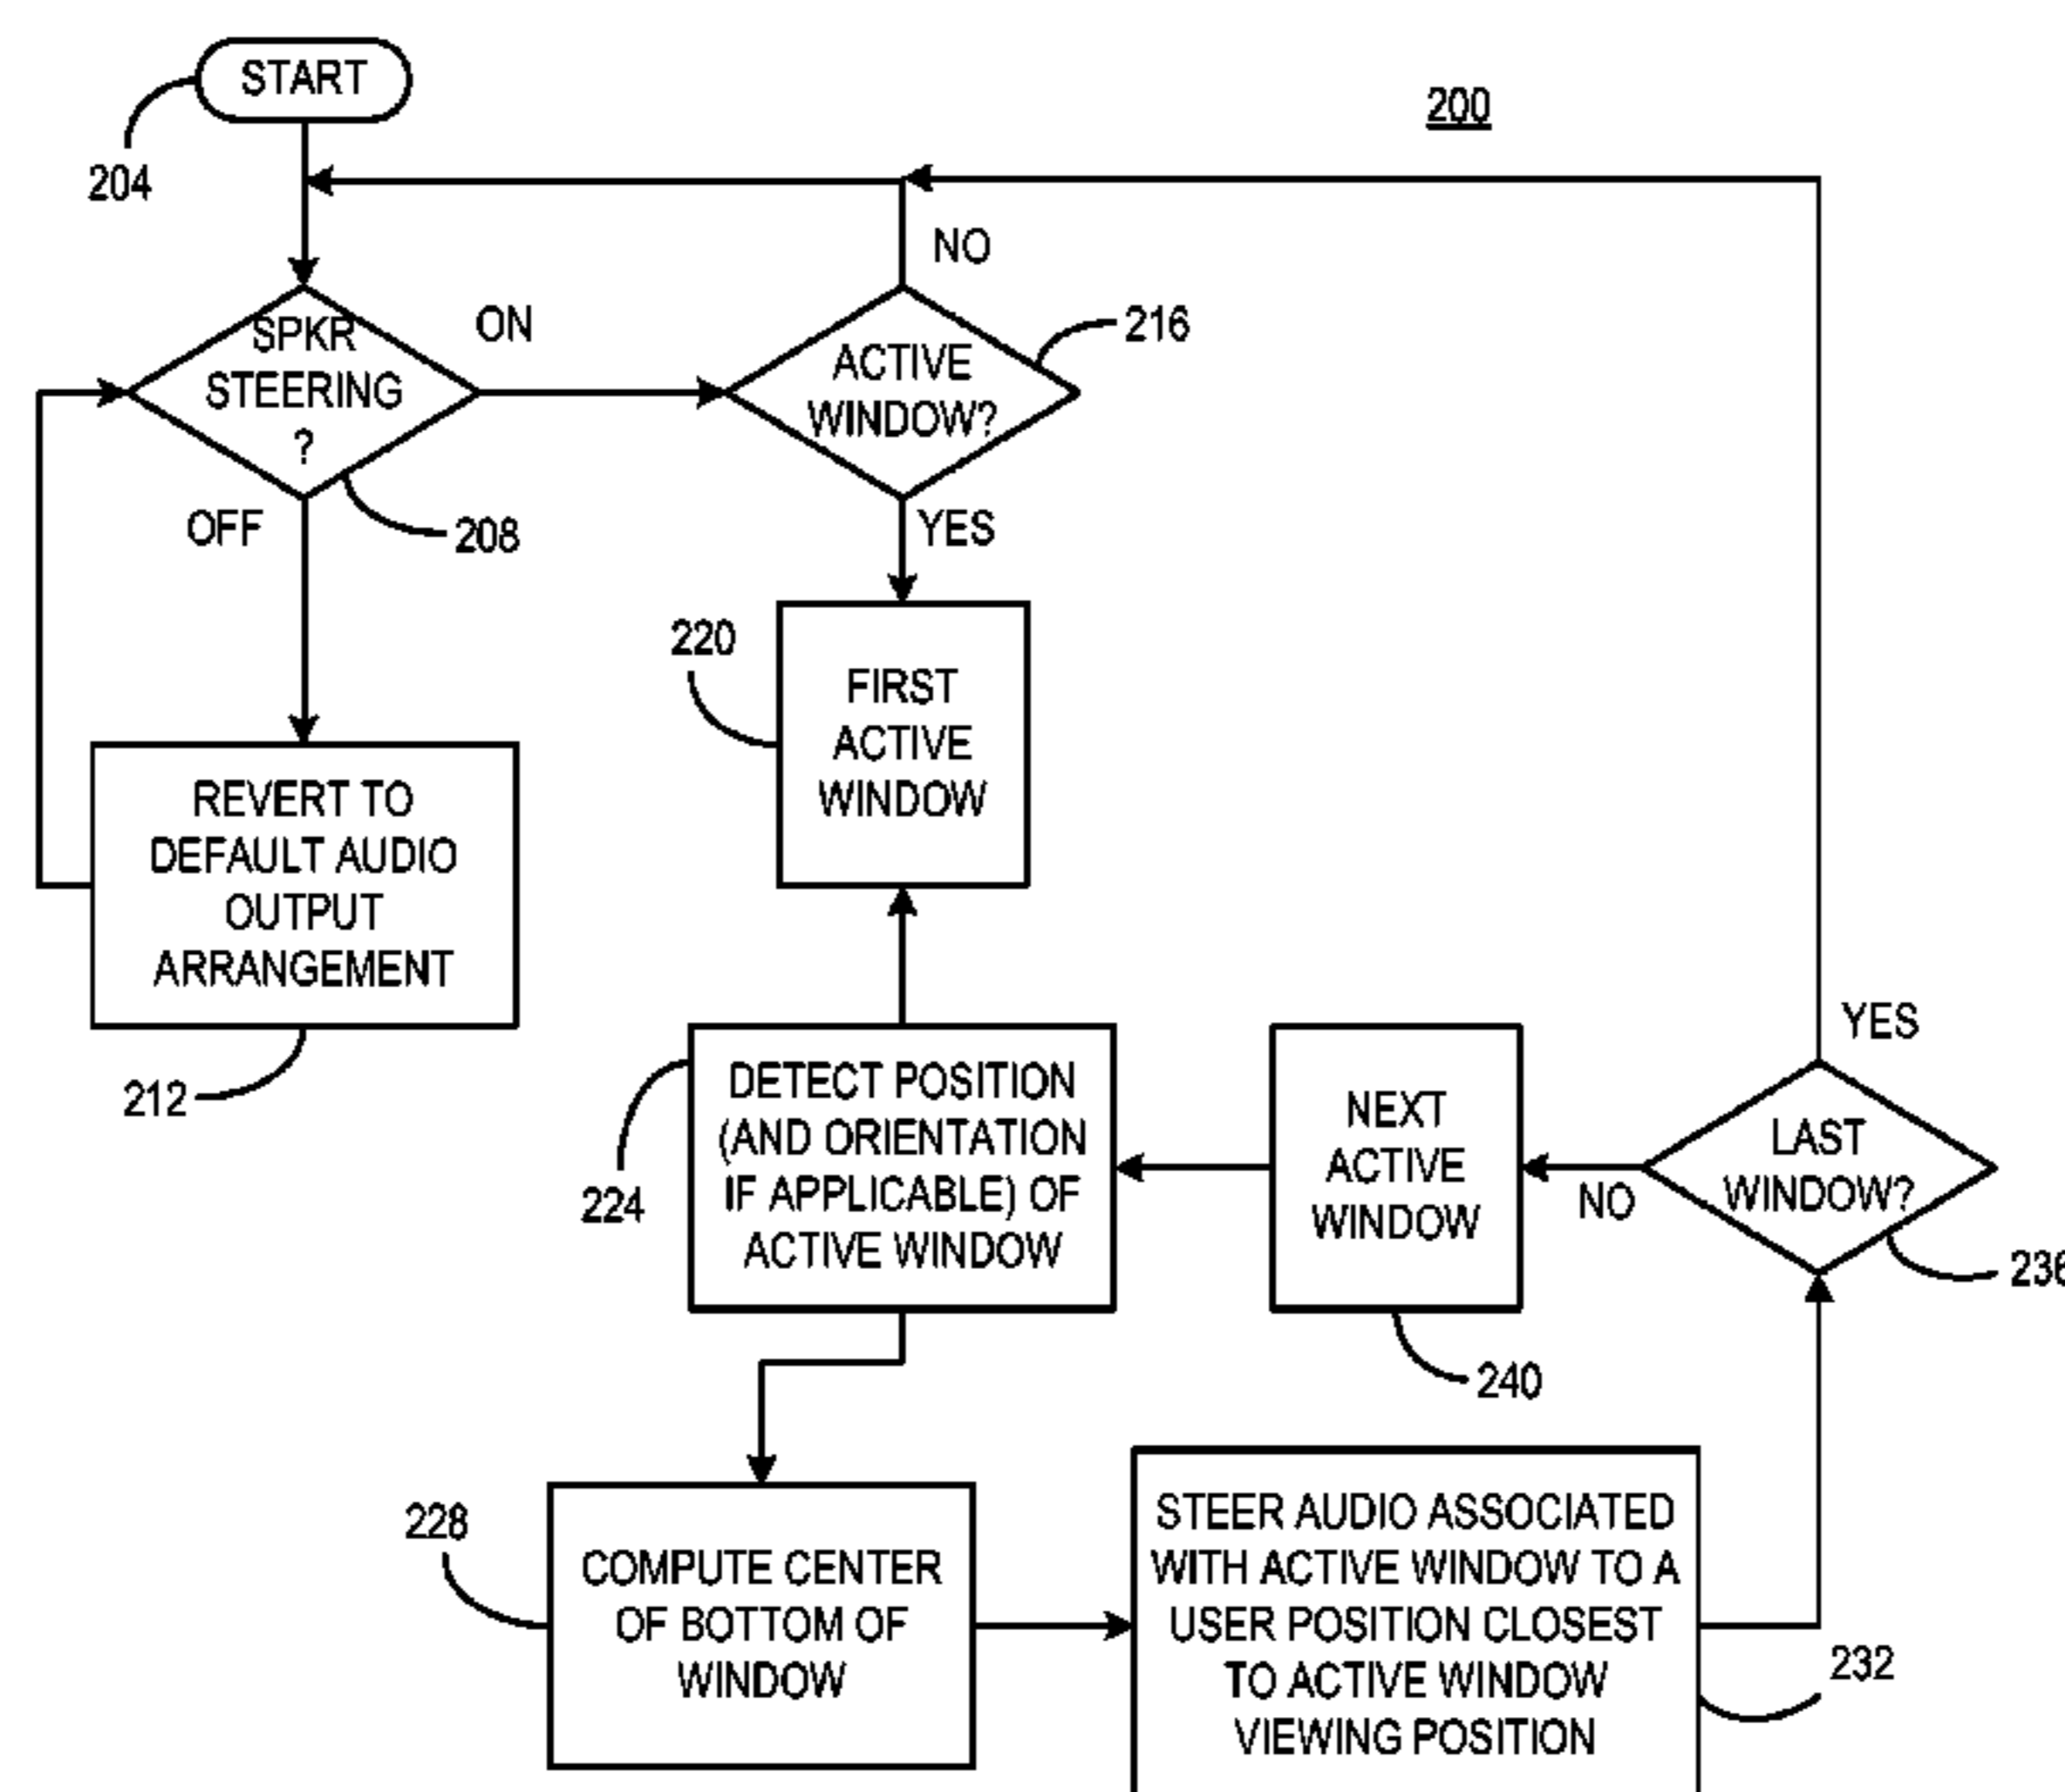 START
204
200
SPKR
STEERING
?
ON
OFF
208
NO
ACTIVE
WINDOW?
216
YES
220
FIRST
ACTIVE
WINDOW
REVERT TO
DEFAULT AUDIO
OUTPUT
ARRANGEMENT
212
DETECT POSITION
(AND ORIENTATION
IF APPLICABLE) OF
ACTIVE WINDOW
224
NEXT
ACTIVE
WINDOW
240
YES
LAST
WINDOW?
NO
236
228
COMPUTE CENTER
OF BOTTOM OF
WINDOW
STEER AUDIO ASSOCIATED
WITH ACTIVE WINDOW TO A
USER POSITION CLOSEST
TO ACTIVE WINDOW
VIEWING POSITION
232